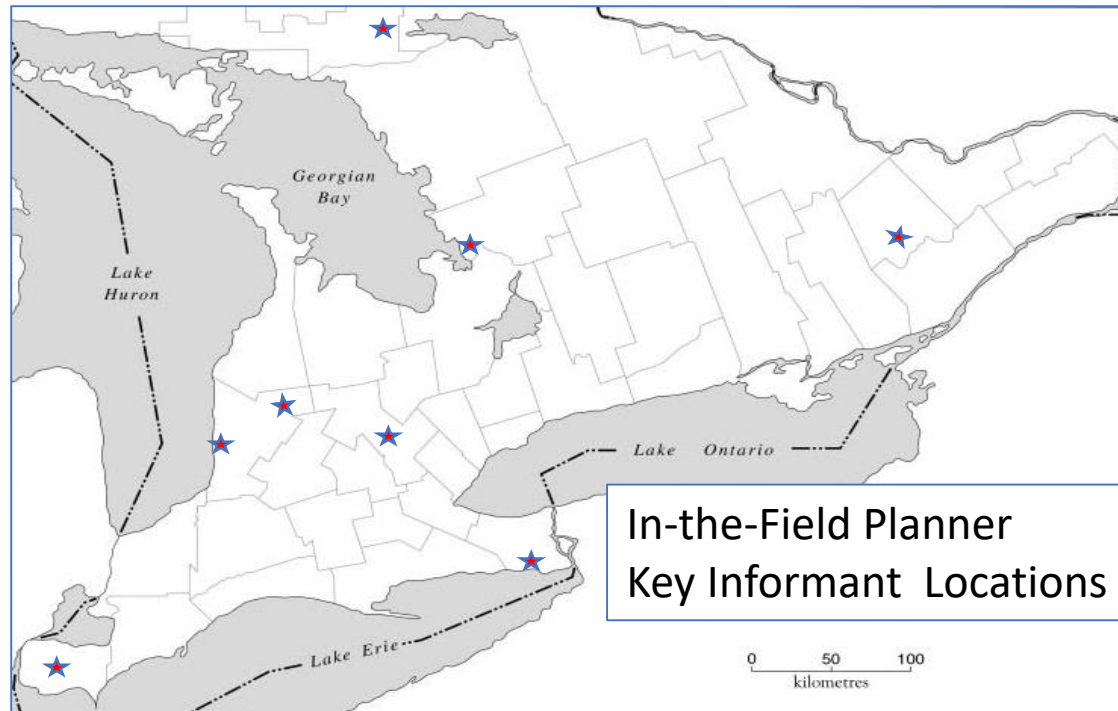 Georgian
Bay
Lake
Huron
Lake Ontario
In-the-Field Planner
Key Informant Locations
Lake Erie
0 50 100
kilometres